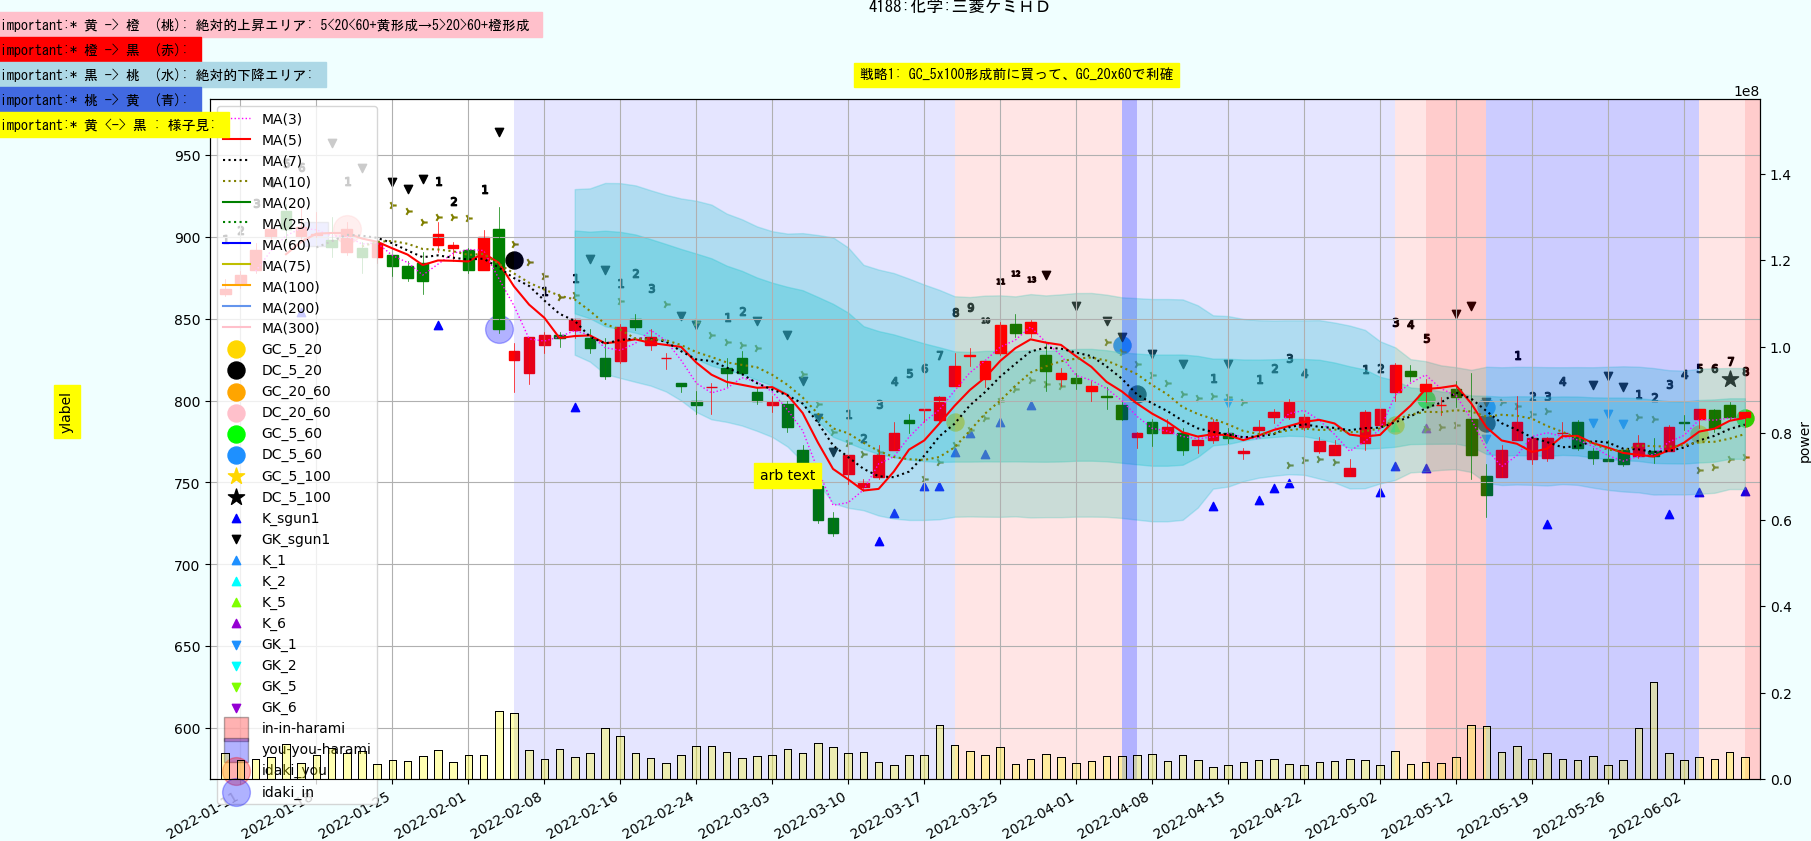 4188:化学:三菱ケミＨＤ
important:* 黄 -> 橙 （桃）: 絶対的上昇エリア: 5<20<60+黄形成→5>20>60+橙形成
important:* 橙 -> 黒 （赤）:
important:* 黒 -> 桃 （水）: 絶対的下降エリア:
戦略1: GC_5x100形成前に買って、GC_20x60で利確
important:* 桃 -> 黄 （青）:
important:* 黄 <-> 黒 : 様子見:
1e8
MA(3)
MA(5)
MA(7)
MA(10)
MA(20)
MA(25)
MA(60)
MA(75)
MA(100)
MA(200)
MA(300)
GC_5_20
DC_5_20
GC_20_60
DC_20_60
GC_5_60
DC_5_60
GC_5_100
DC_5_100
K_sgun1
GK_sgun1
K_1
K_2
K_5
K_6
GK_1
GK_2
GK_5
GK_6
in-in-harami
you-you-harami
idaki_you
idaki_in
950
900
850
800
750
700
650
600
ylabel
arb text
1.4
1.2
1.0
0.8
0.6
0.4
0.2
0.0
power
2022-01-25
2022-02-01
2022-02-08
2022-02-16
2022-02-24
2022-03-03
2022-03-10
2022-03-17
2022-03-25
2022-04-01
2022-04-08
2022-04-15
2022-04-22
2022-05-02
2022-05-12
2022-05-19
2022-05-26
2022-06-02